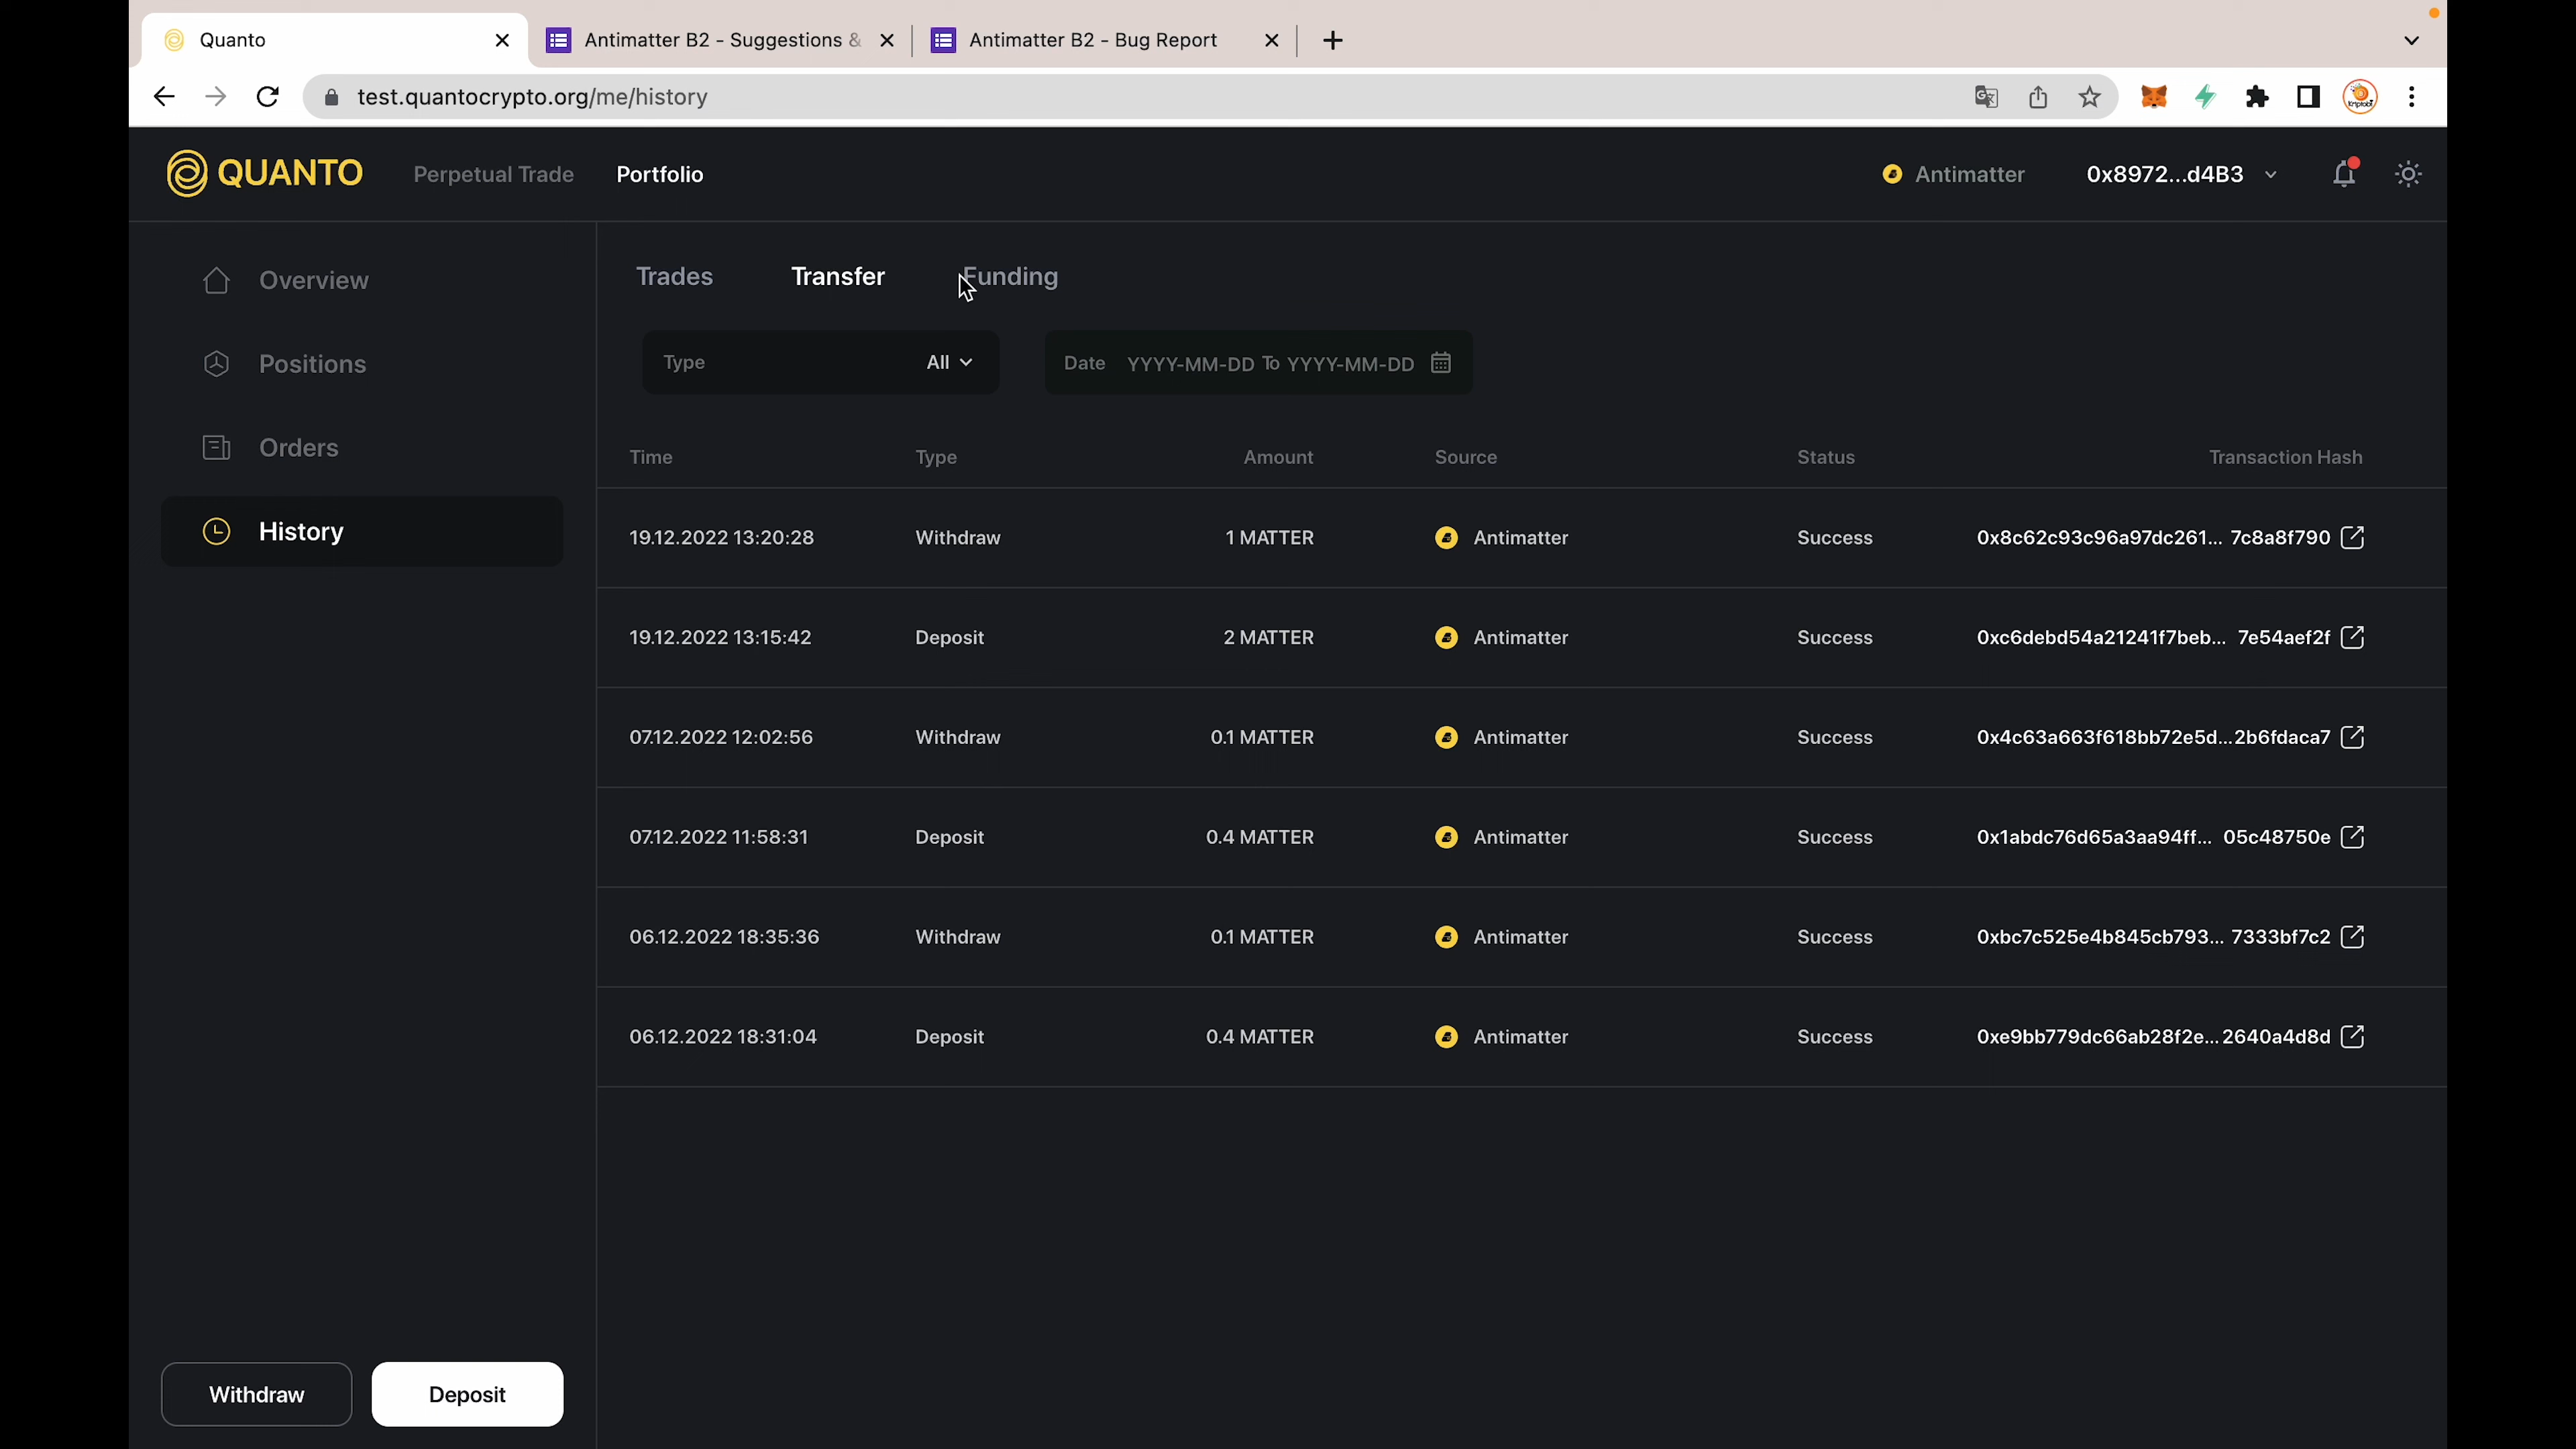 Quanto
Antimatter B2 - Suggestions &
Antimatter B2 - Bug Report
test.quantocrypto.org/me/history
QUANTO
Perpetual Trade
Portfolio
Antimatter
0x8972...d4B3
Overview
Positions
Orders
History
Trades
Transfer
Funding
Type All
Date YYYY-MM-DD To YYYY-MM-DD
Time Type Amount Source Status Transaction Hash
19.12.2022 13:20:28 Withdraw 1 MATTER Antimatter Success 0x8c62c93c96a97dc261... 7c8a8f790
19.12.2022 13:15:42 Deposit 2 MATTER Antimatter Success 0xc6debd54a21241f7beb... 7e54aef2f
07.12.2022 12:02:56 Withdraw 0.1 MATTER Antimatter Success 0x4c63a663f618bb72e5d...2b6fdaca7
07.12.2022 11:58:31 Deposit 0.4 MATTER Antimatter Success 0x1abdc76d65a3aa94ff... 05c48750e
06.12.2022 18:35:36 Withdraw 0.1 MATTER Antimatter Success 0xbc7c525e4b845cb793... 7333bf7c2
06.12.2022 18:31:04 Deposit 0.4 MATTER Antimatter Success 0xe9bb779dc66ab28f2e... 2640a4d8d
Withdraw
Deposit